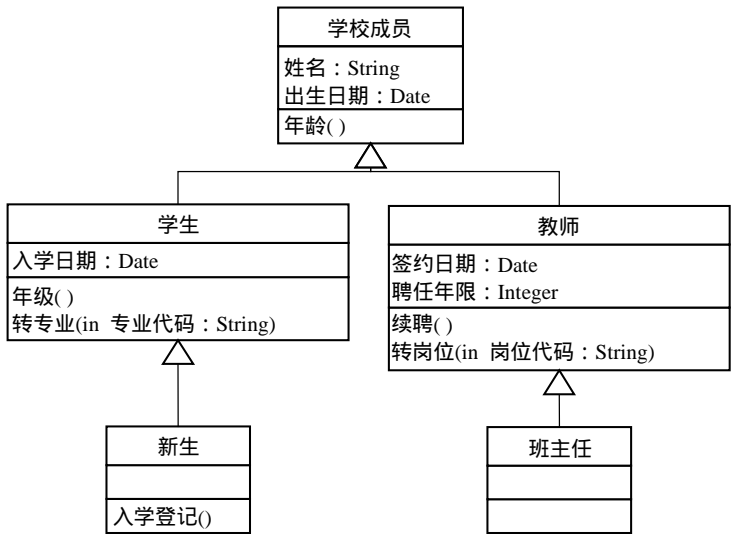 学校成员
姓名：String
出生日期：Date
年龄( )
学生
入学日期：Date
年级( )
转专业(in 专业代码：String)
教师
签约日期：Date
聘任年限：Integer
续聘( )
转岗位(in 岗位代码：String)
新生
入学登记()
班主任